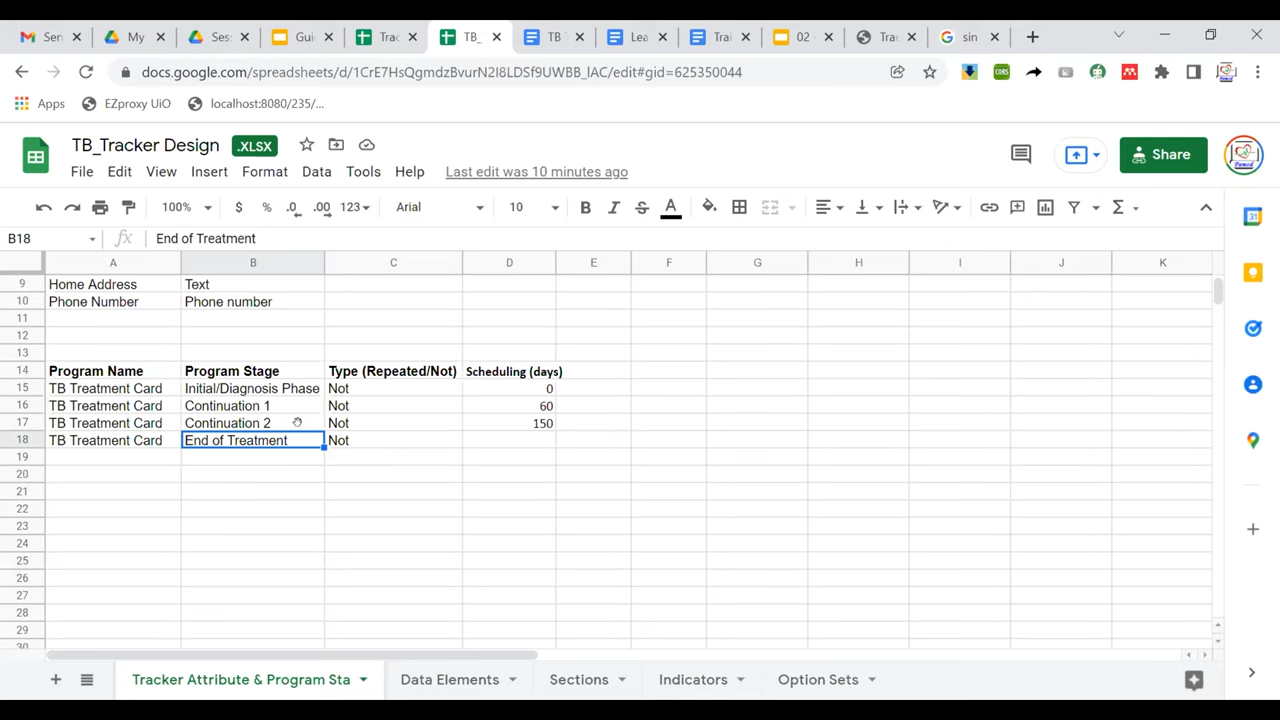 Sen
My
Ses
Gui
Trac
TB_
TB
Lea
Trai
02 -
Tra
sin
docs.google.com/spreadsheets/d/1CrE7HsQgmdzBvurN2I8LD3f9UWBB_lAC/edit#gid=625350044
CORS
Apps
EZproxy UiO
localhost:8080/235/...
TB_Tracker Design
.XLSX
Share
File Edit View Insert Format Data Tools Help Last edit was 10 minutes ago
100% $ % .0 .00 123 Arial 10 B I S A Σ
B18 fx End of Treatment
A B C D E F G H I J K
9 Home Address Text
10 Phone Number Phone number
11
12
13
14 Program Name Program Stage Type (Repeated/Not) Scheduling (days)
15 TB Treatment Card Initial/Diagnosis Phase Not 0
16 TB Treatment Card Continuation 1 Not 60
17 TB Treatment Card Continuation 2 Not 150
18 TB Treatment Card End of Treatment Not
19
20
21
22
23
24
25
26
27
28
29
30
Tracker Attribute & Program Sta Data Elements Sections Indicators Option Sets